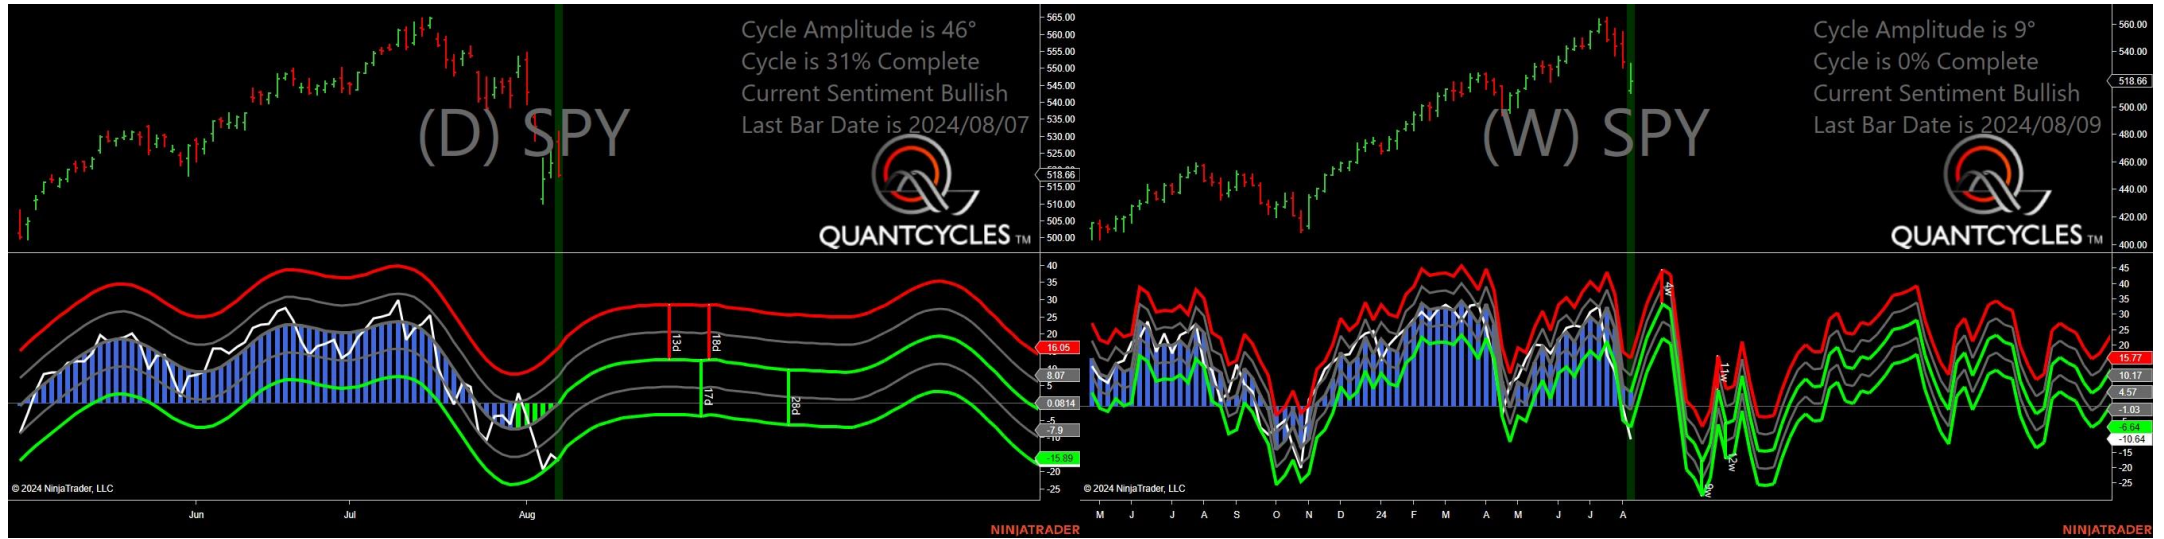 Cycle Amplitude is 46°
Cycle is 31% Complete
Current Sentiment Bullish
Last Bar Date is 2024/08/07
(D) SPY
QUANTCYCLES TM
565.00
560.00
555.00
550.00
545.00
540.00
535.00
530.00
525.00
518.66
515.00
510.00
505.00
500.00
40
35
30
25
20
16.05
8.07
5
0.0814
-5
-7.9
-10
-15.89
-20
-25
13d
18d
17d
28d
© 2024 NinjaTrader, LLC
Jun
Jul
Aug
NINJATRADER
Cycle Amplitude is 9°
Cycle is 0% Complete
Current Sentiment Bullish
Last Bar Date is 2024/08/09
(W) SPY
QUANTCYCLES TM
560.00
540.00
518.66
500.00
480.00
460.00
440.00
420.00
400.00
45
40
35
30
25
20
15.77
10.17
4.57
-1.03
-6.64
-10.64
-15
-20
-25
4w
11w
12w
9w
© 2024 NinjaTrader, LLC
M J J A S O N D 24 F M A M J J A
NINJATRADER